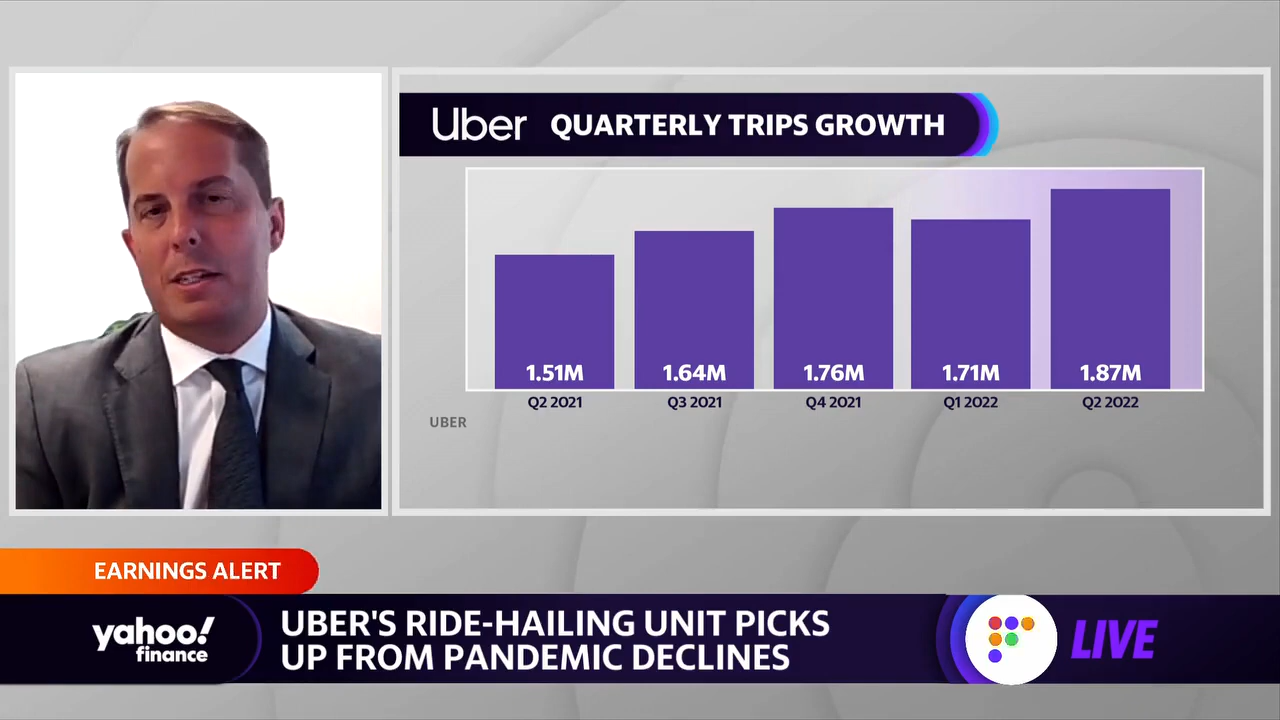 Uber QUARTERLY TRIPS GROWTH
1.51M 1.64M 1.76M 1.71M 1.87M
Q2 2021 Q3 2021 Q4 2021 Q1 2022 Q2 2022
UBER
EARNINGS ALERT
yahoo!
finance
UBER'S RIDE-HAILING UNIT PICKS
UP FROM PANDEMIC DECLINES
LIVE